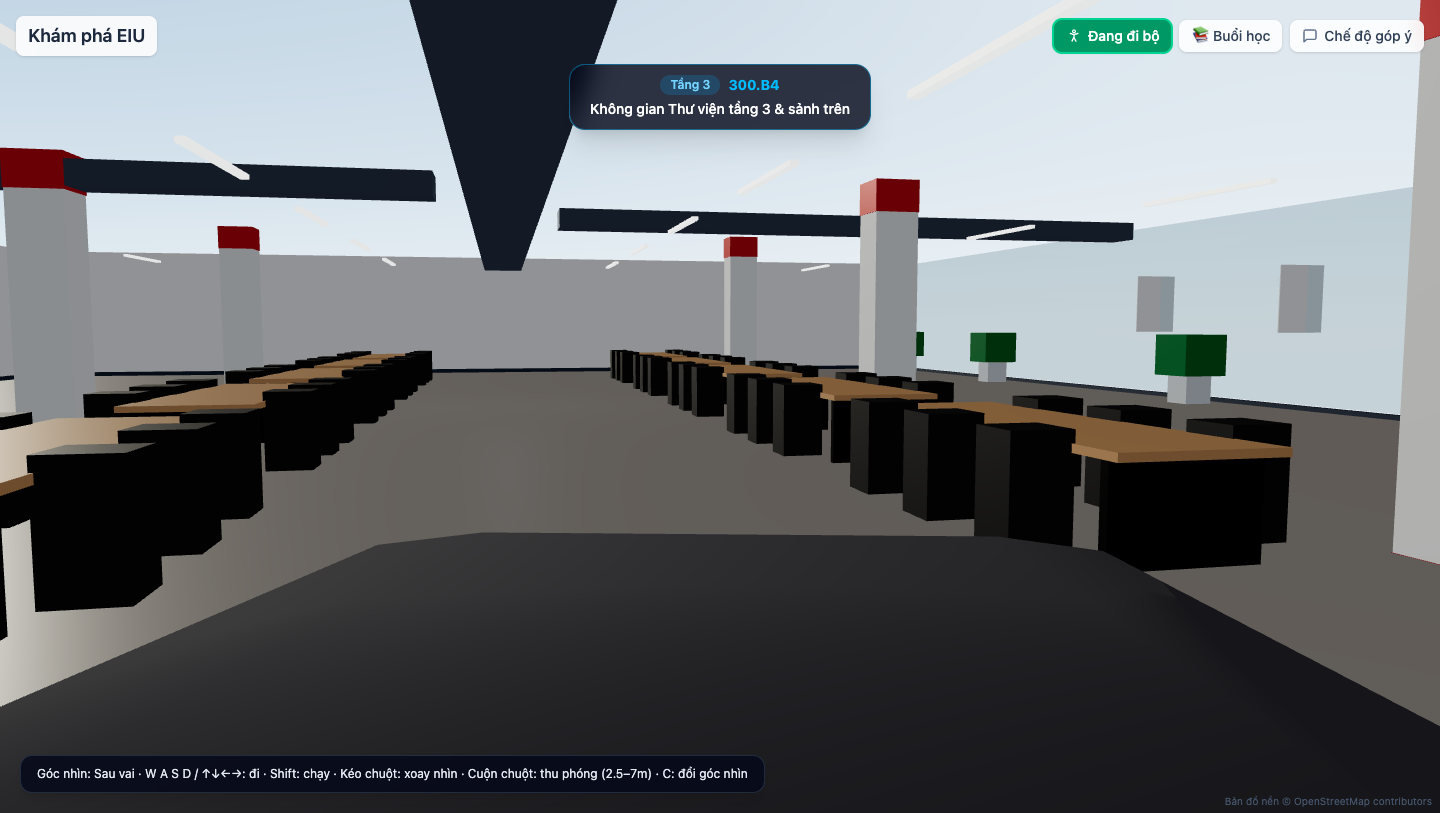 Khám phá EIU
Đang đi bộ
📚 Buổi học
Chế độ góp ý
Tầng 3 300.B4
Không gian Thư viện tầng 3 & sảnh trên
Góc nhìn: Sau vai · W A S D / ↑↓←→: đi · Shift: chạy · Kéo chuột: xoay nhìn · Cuộn chuột: thu phóng (2.5–7m) · C: đổi góc nhìn
Bản đồ nền © OpenStreetMap contributors